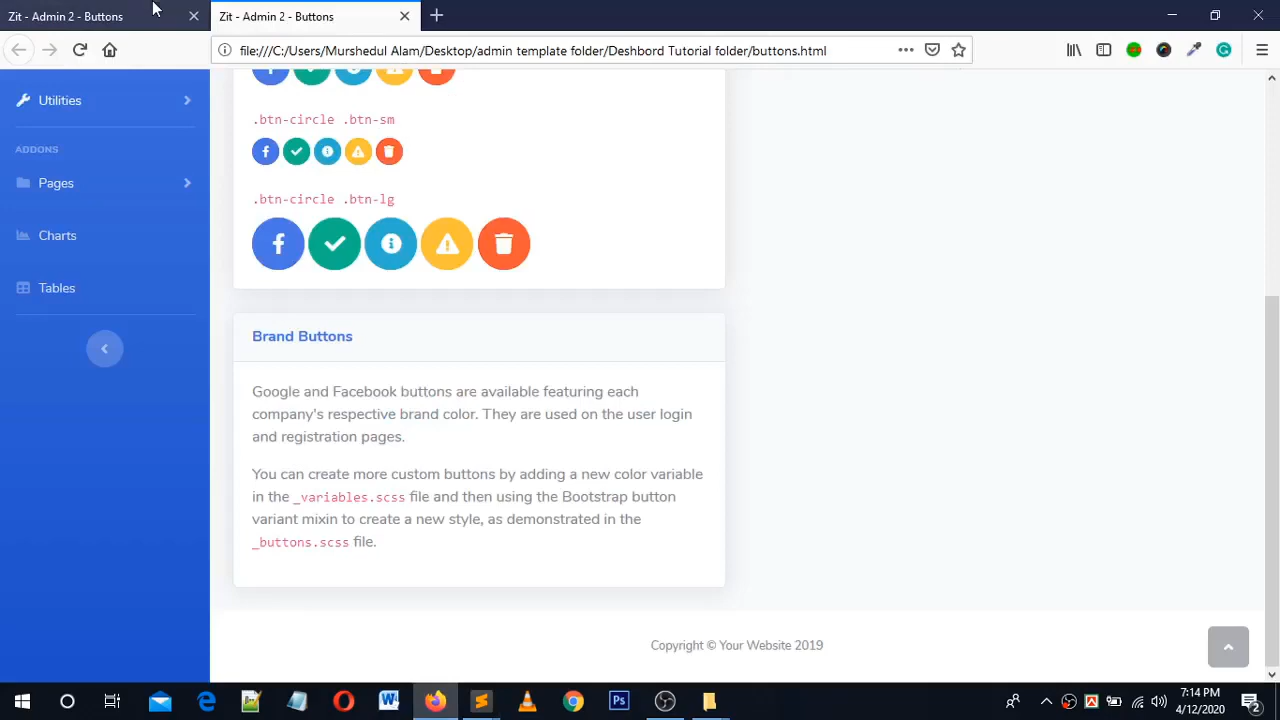 Zit - Admin 2 - Buttons
Zit - Admin 2 - Buttons
file:///C:/Users/Murshedul Alam/Desktop/admin template folder/Deshbord Tutorial folder/buttons.html
Utilities
ADDONS
Pages
Charts
Tables
.btn-circle .btn-sm
.btn-circle .btn-lg
Brand Buttons
Google and Facebook buttons are available featuring each
company's respective brand color. They are used on the user login
and registration pages.
You can create more custom buttons by adding a new color variable
in the _variables.scss file and then using the Bootstrap button
variant mixin to create a new style, as demonstrated in the
_buttons.scss file.
Copyright © Your Website 2019
7:14 PM
4/12/2020
2